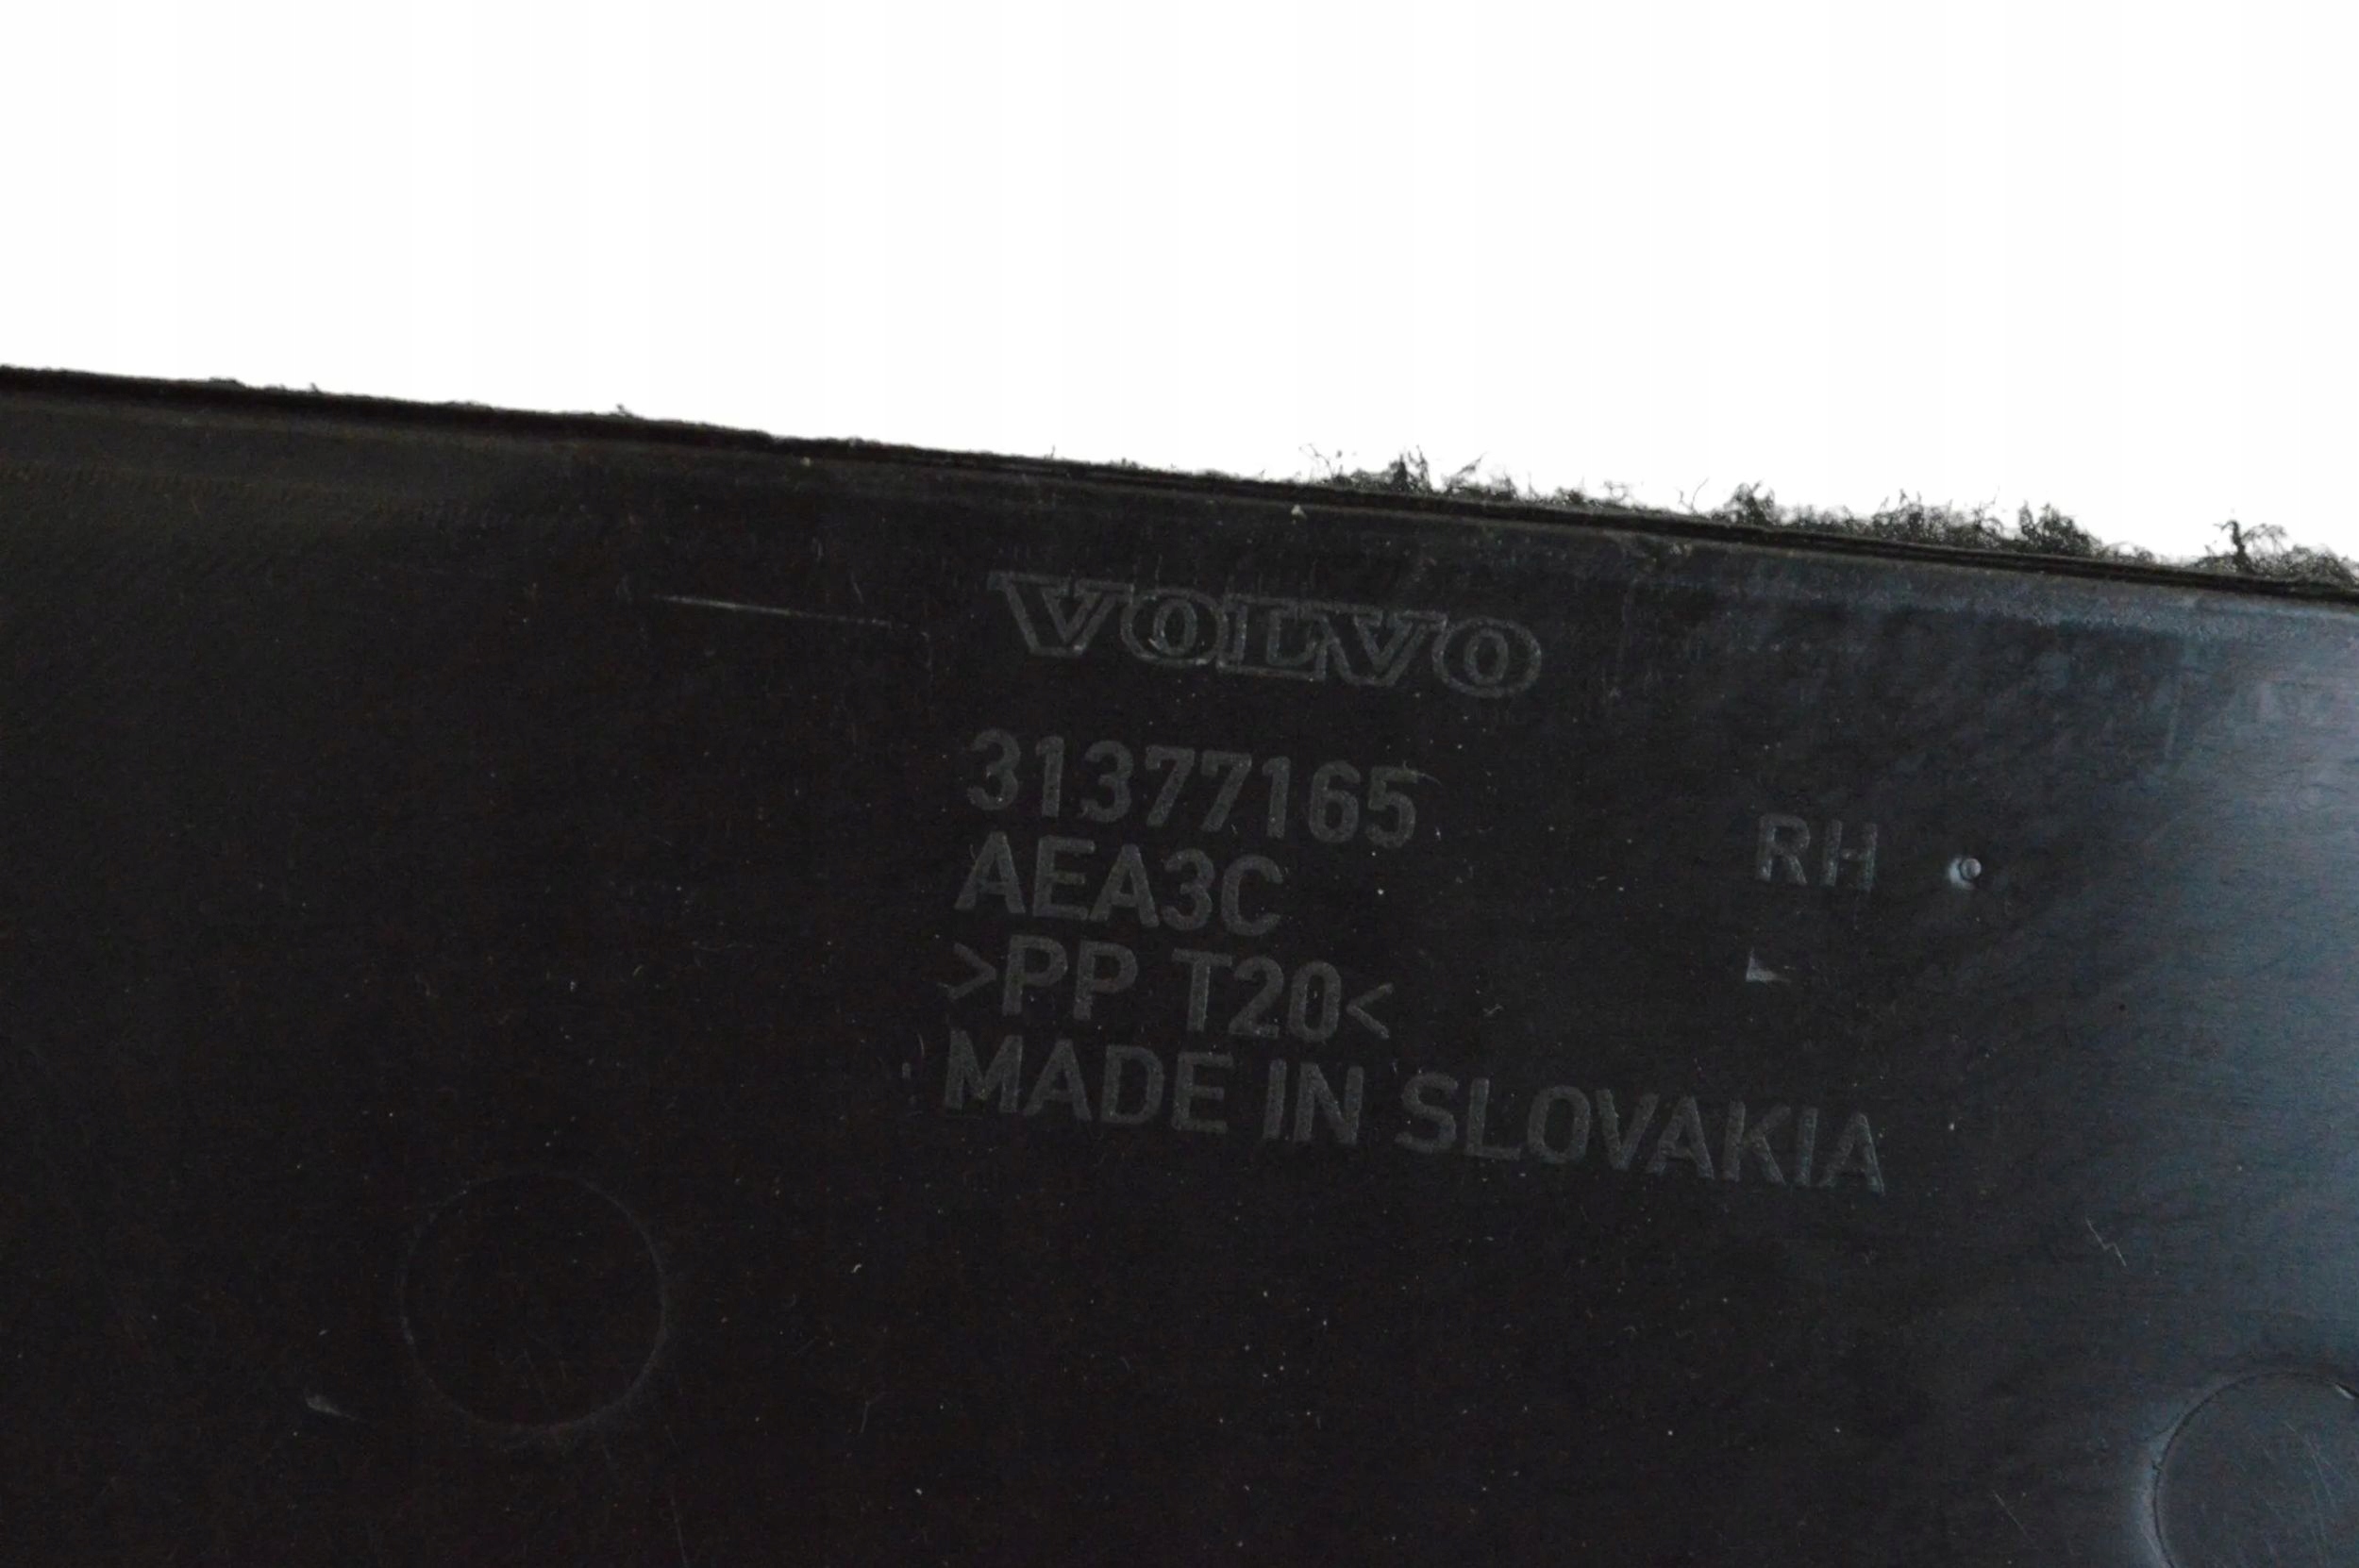 VOLVO
31377165
RH
AEA3C
>PP T20<
MADE IN SLOVAKIA